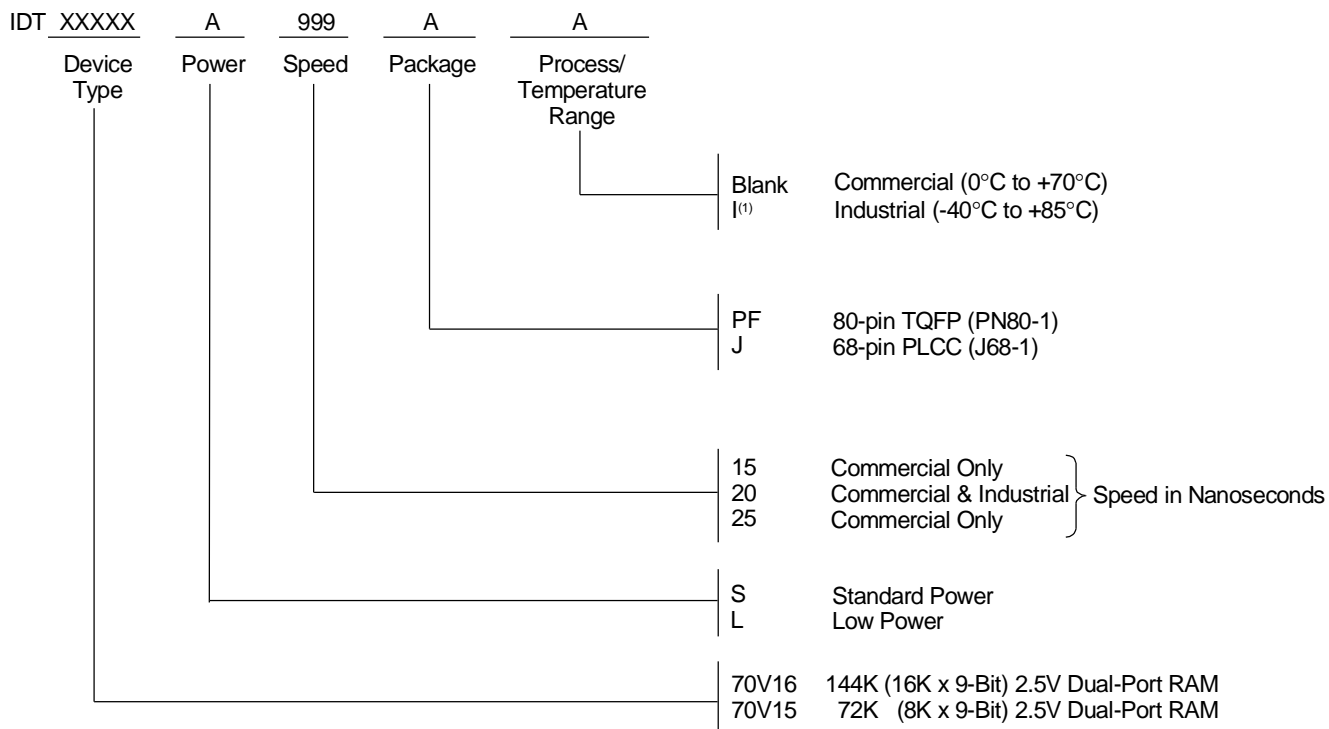 IDT XXXXX A 999 A A
Device Type Power Speed Package Process/ Temperature Range
Blank Commercial (0°C to +70°C)
I(1) Industrial (-40°C to +85°C)
PF 80-pin TQFP (PN80-1)
J 68-pin PLCC (J68-1)
15 Commercial Only
20 Commercial & Industrial Speed in Nanoseconds
25 Commercial Only
S Standard Power
L Low Power
70V16 144K (16K x 9-Bit) 2.5V Dual-Port RAM
70V15 72K (8K x 9-Bit) 2.5V Dual-Port RAM